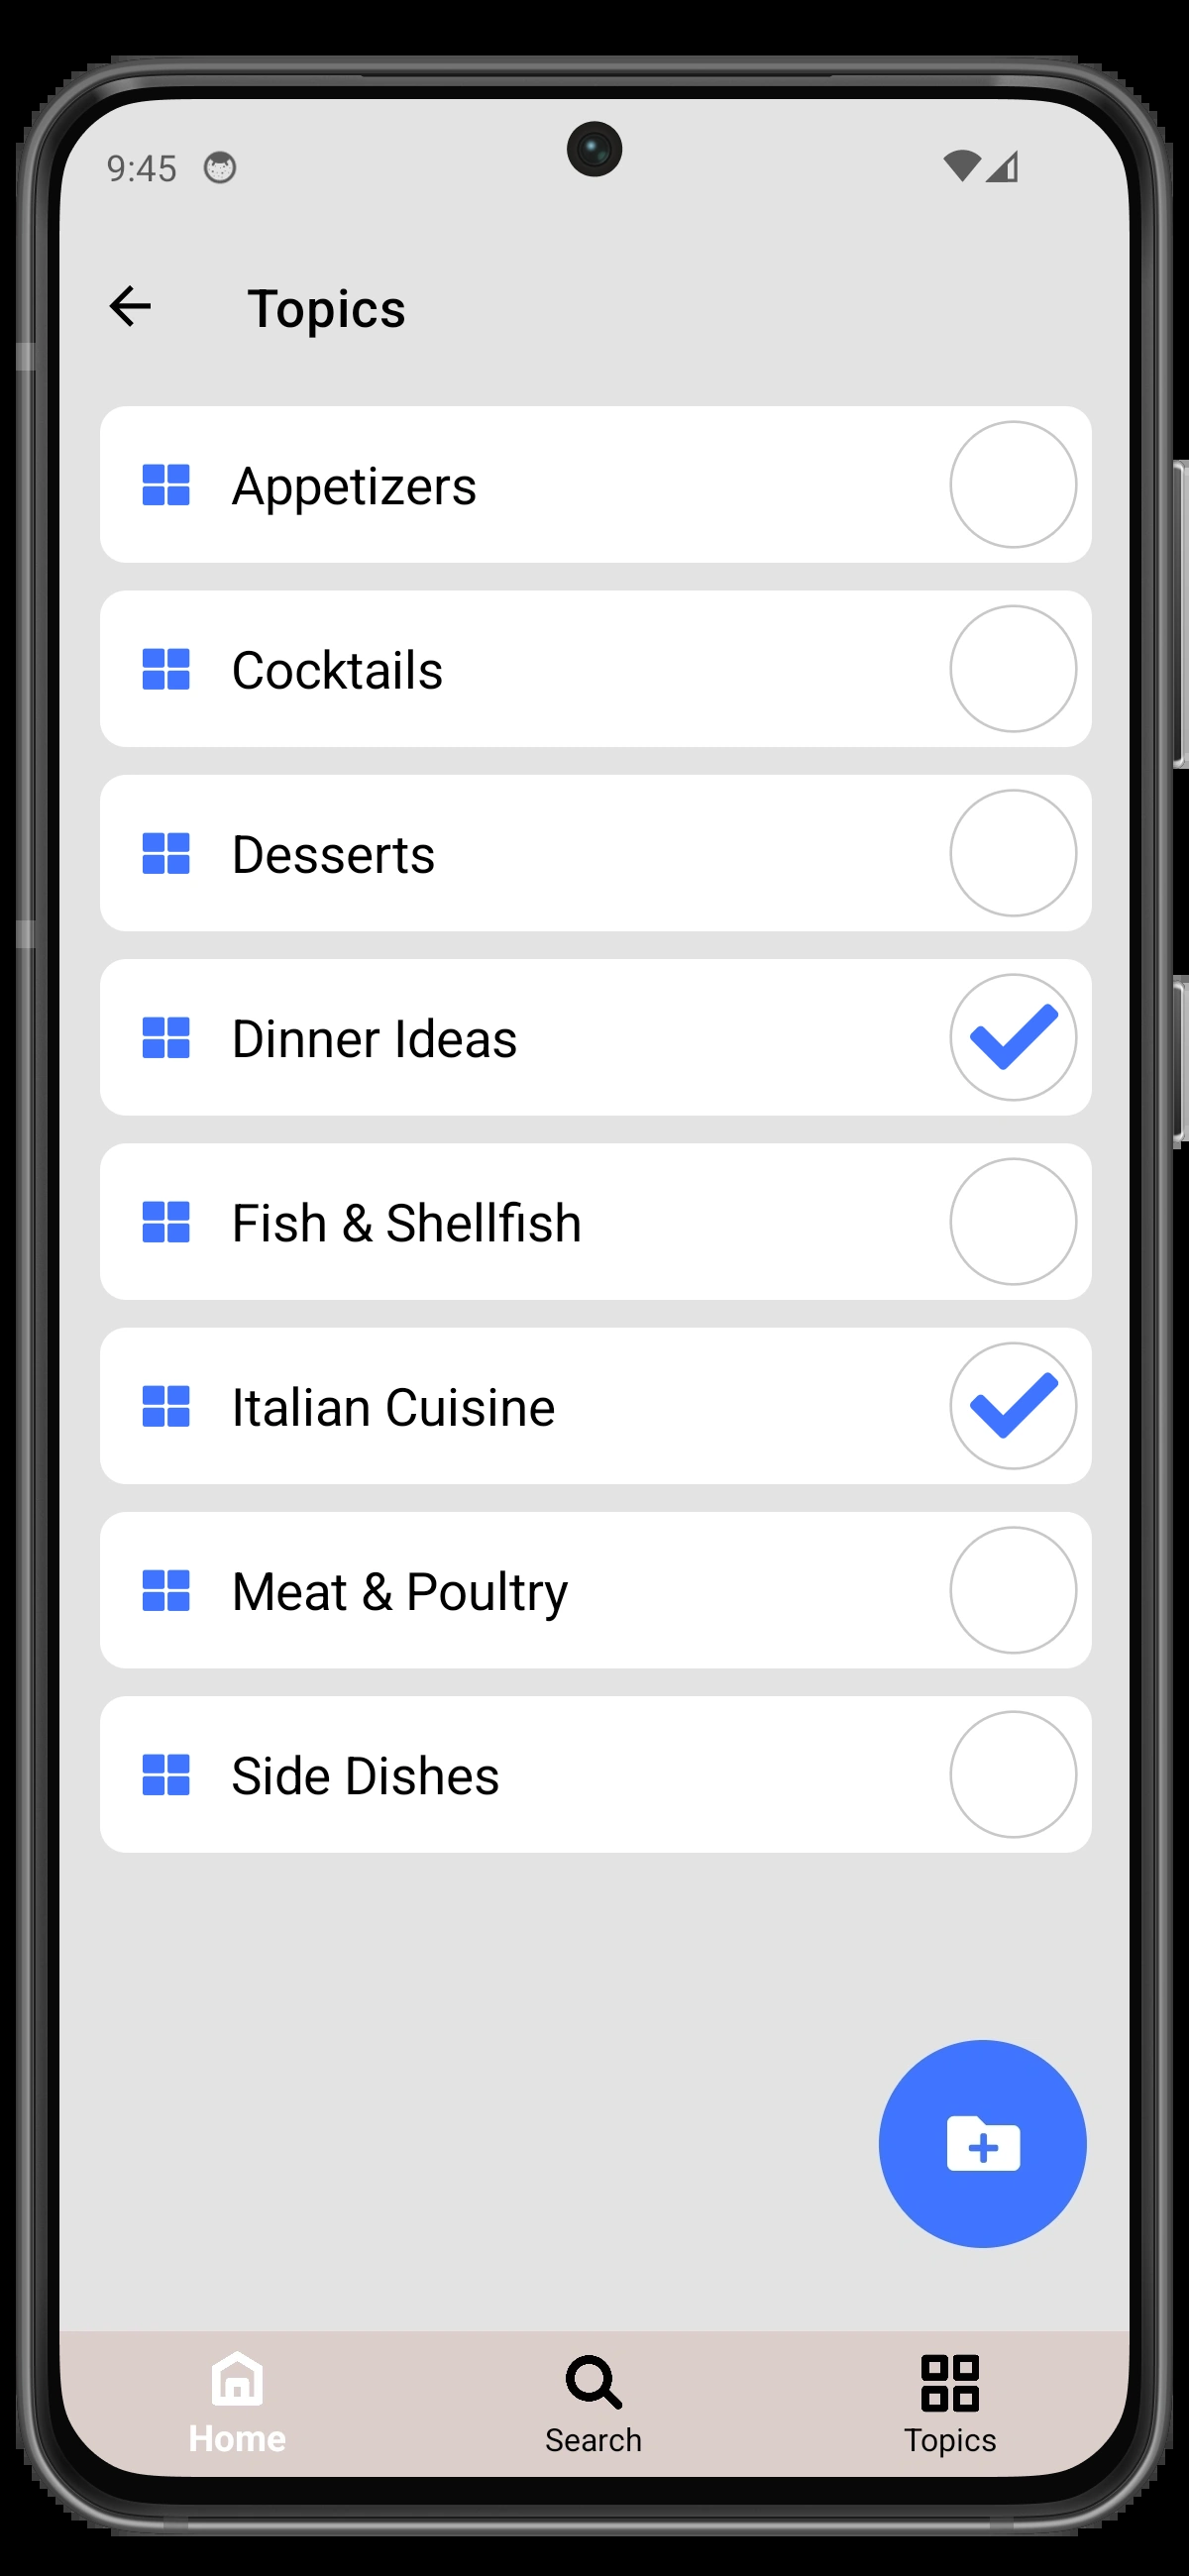 9:45
Topics
Appetizers
Cocktails
Desserts
Dinner Ideas
Fish & Shellfish
Italian Cuisine
Meat & Poultry
Side Dishes
Home
Search
Topics